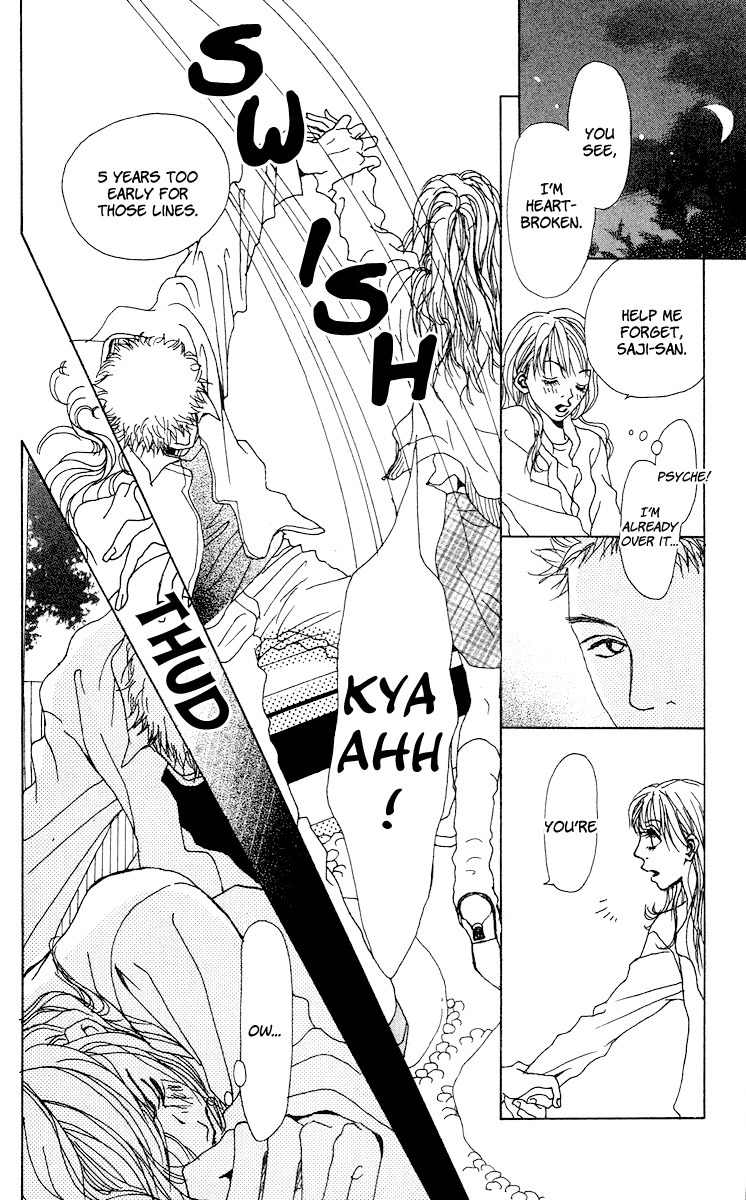 YOU
SEE,
I'M
HEART-
BROKEN.
HELP ME
FORGET,
SAJI-SAN.
PSYCHE!
I'M
ALREADY
OVER IT...
YOU'RE
5 YEARS TOO
EARLY FOR
THOSE LINES.
SWISH
KYA
AHH
!
THUD
OW...